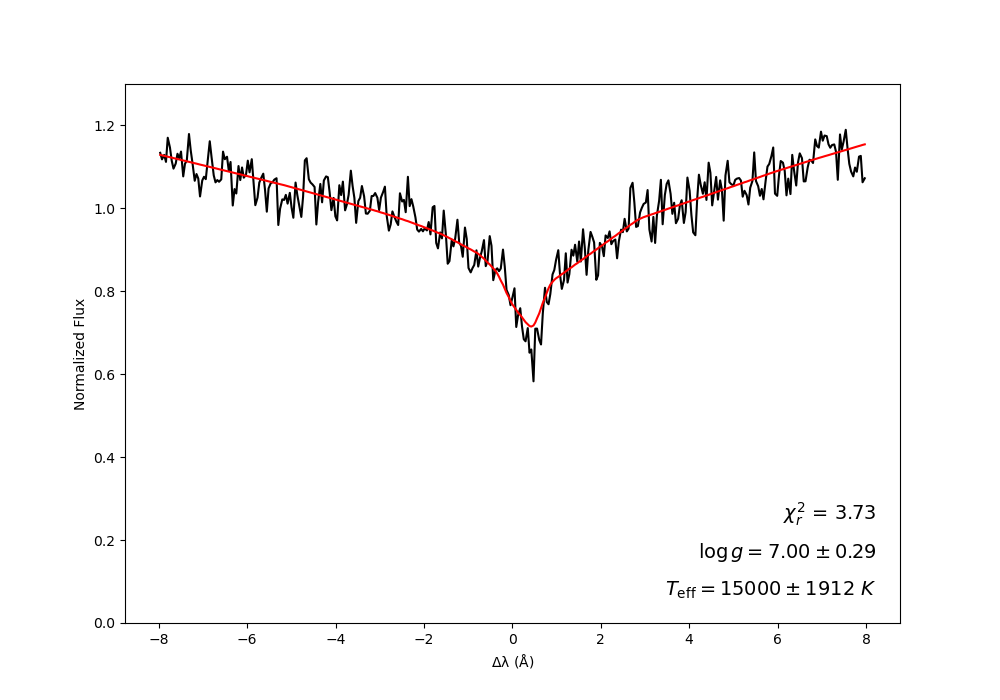 1.2
1.0
0.8
0.6
0.4
0.2
0.0
Normalized Flux
χ²ᵣ = 3.73
log g = 7.00 ± 0.29
T_eff = 15000 ± 1912 K
−8 −6 −4 −2 0 2 4 6 8
Δλ (Å)